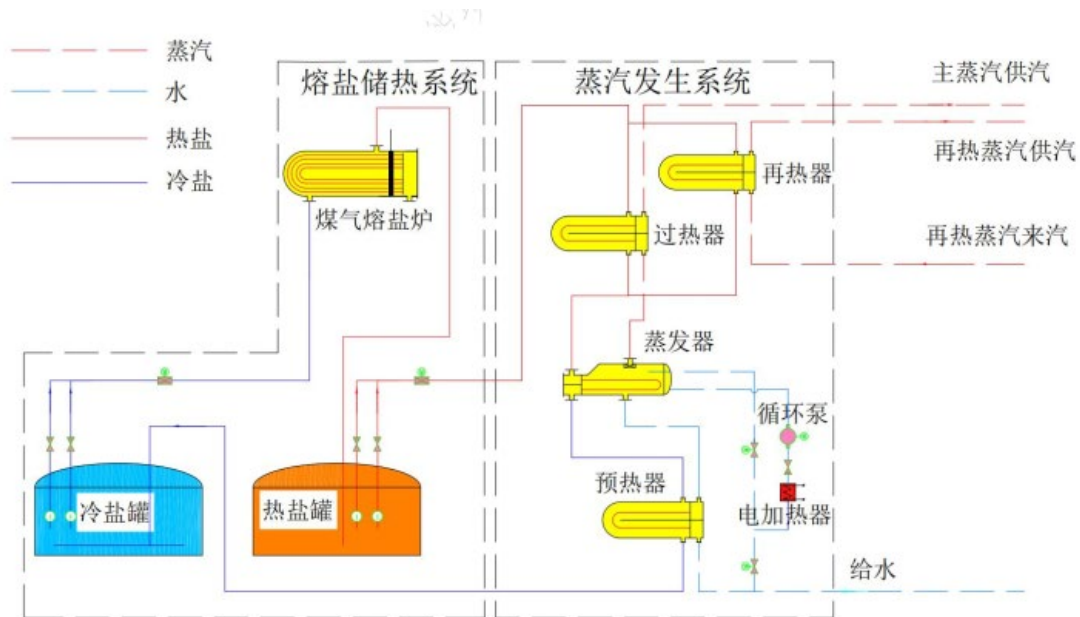 蒸汽
水
热盐
冷盐
熔盐储热系统
蒸汽发生系统
主蒸汽供汽
再热蒸汽供汽
再热器
煤气熔盐炉
过热器
再热蒸汽来汽
蒸发器
循环泵
预热器
冷盐罐
热盐罐
电加热器
给水